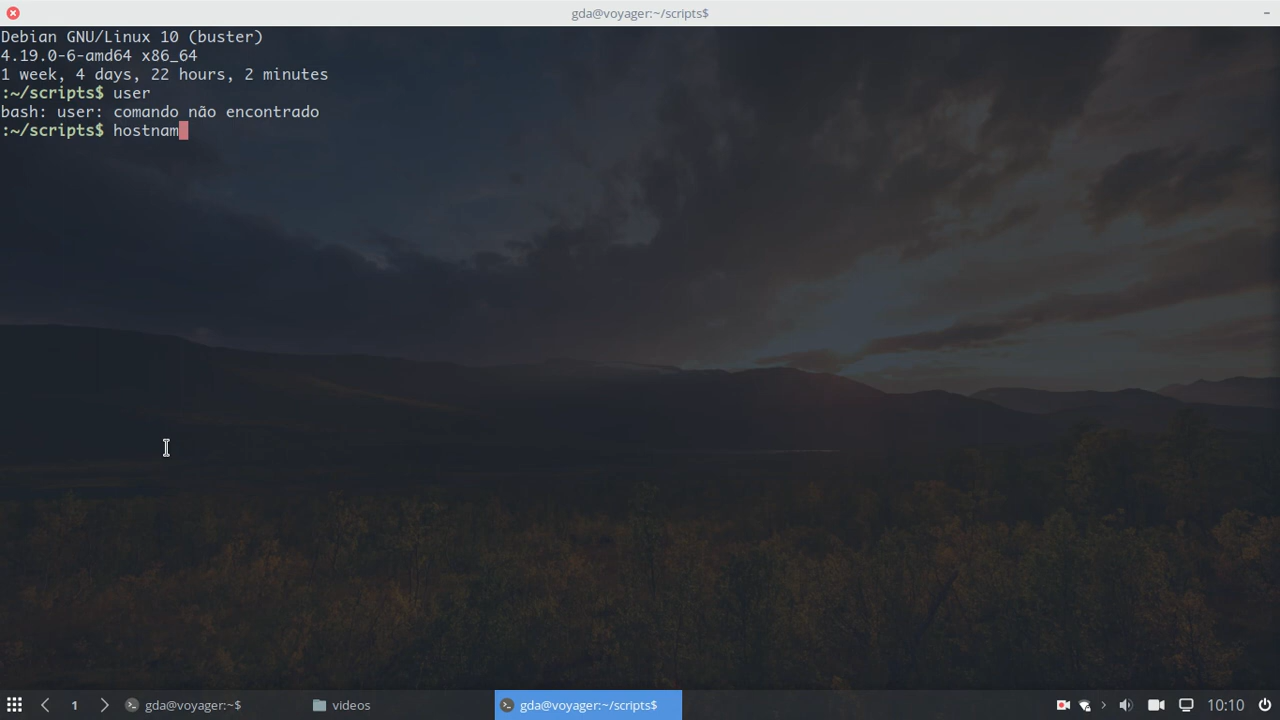 gda@voyager:~/scripts$
Debian GNU/Linux 10 (buster)
4.19.0-6-amd64 x86_64
1 week, 4 days, 22 hours, 2 minutes
:~/scripts$ user
bash: user: comando não encontrado
:~/scripts$ hostnam
1 gda@voyager:~$ videos gda@voyager:~/scripts$ 10:10